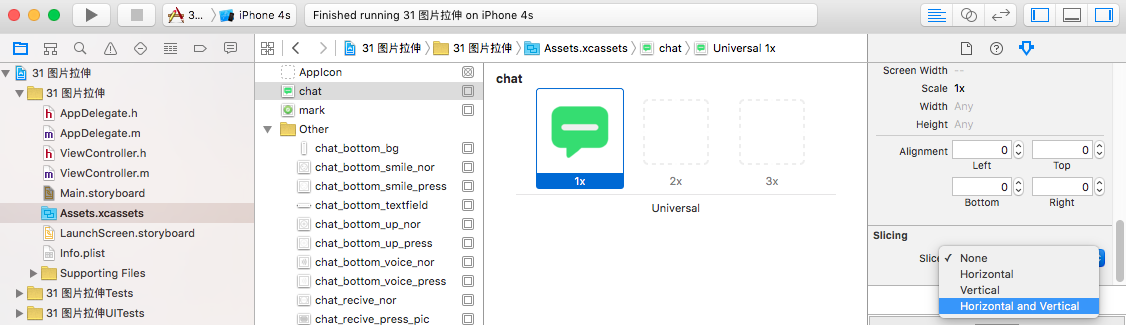 3... iPhone 4s
Finished running 31 图片拉伸 on iPhone 4s
31 图片拉伸
31 图片拉伸
AppDelegate.h
AppDelegate.m
ViewController.h
ViewController.m
Main.storyboard
Assets.xcassets
LaunchScreen.storyboard
Info.plist
Supporting Files
31 图片拉伸Tests
31 图片拉伸UITests
31 图片拉伸 31 图片拉伸 Assets.xcassets chat Universal 1x
AppIcon
chat
mark
Other
chat_bottom_bg
chat_bottom_smile_nor
chat_bottom_smile_press
chat_bottom_textfield
chat_bottom_up_nor
chat_bottom_up_press
chat_bottom_voice_nor
chat_bottom_voice_press
chat_recive_nor
chat_recive_press_pic
chat
1x 2x 3x
Universal
Screen Width --
Scale 1x
Width Any
Height Any
Alignment 0 0
Left Top
0 0
Bottom Right
Slicing
Slice
None
Horizontal
Vertical
Horizontal and Vertical